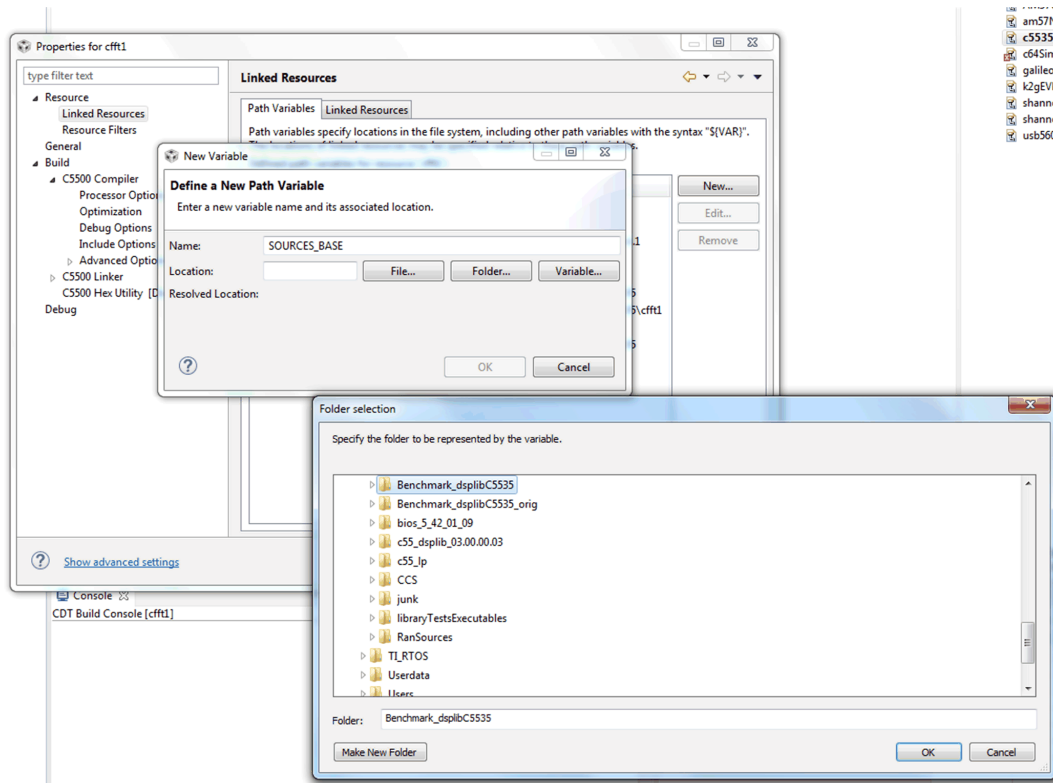 am57
c5535
c64Sin
galileo
k2gEV
shann
shann
usb560
Properties for cfft1
type filter text
Resource
Linked Resources
Resource Filters
General
Build
C5500 Compiler
Processor Optio
Optimization
Debug Options
Include Options
Advanced Optio
C5500 Linker
C5500 Hex Utility [D
Debug
Linked Resources
Path Variables
Linked Resources
Path variables specify locations in the file system, including other path variables with the syntax "${VAR}".
New...
Edit...
Remove
.1
5\cfft1
Show advanced settings
New Variable
Define a New Path Variable
Enter a new variable name and its associated location.
Name:
SOURCES_BASE
Location:
File...
Folder...
Variable...
Resolved Location:
OK
Cancel
Console
CDT Build Console [cfft1]
Folder selection
Specify the folder to be represented by the variable.
Benchmark_dsplibC5535
Benchmark_dsplibC5535_orig
bios_5_42_01_09
c55_dsplib_03.00.00.03
c55_lp
CCS
junk
libraryTestsExecutables
RanSources
TI_RTOS
Userdata
Users
Folder:
Benchmark_dsplibC5535
Make New Folder
OK
Cancel